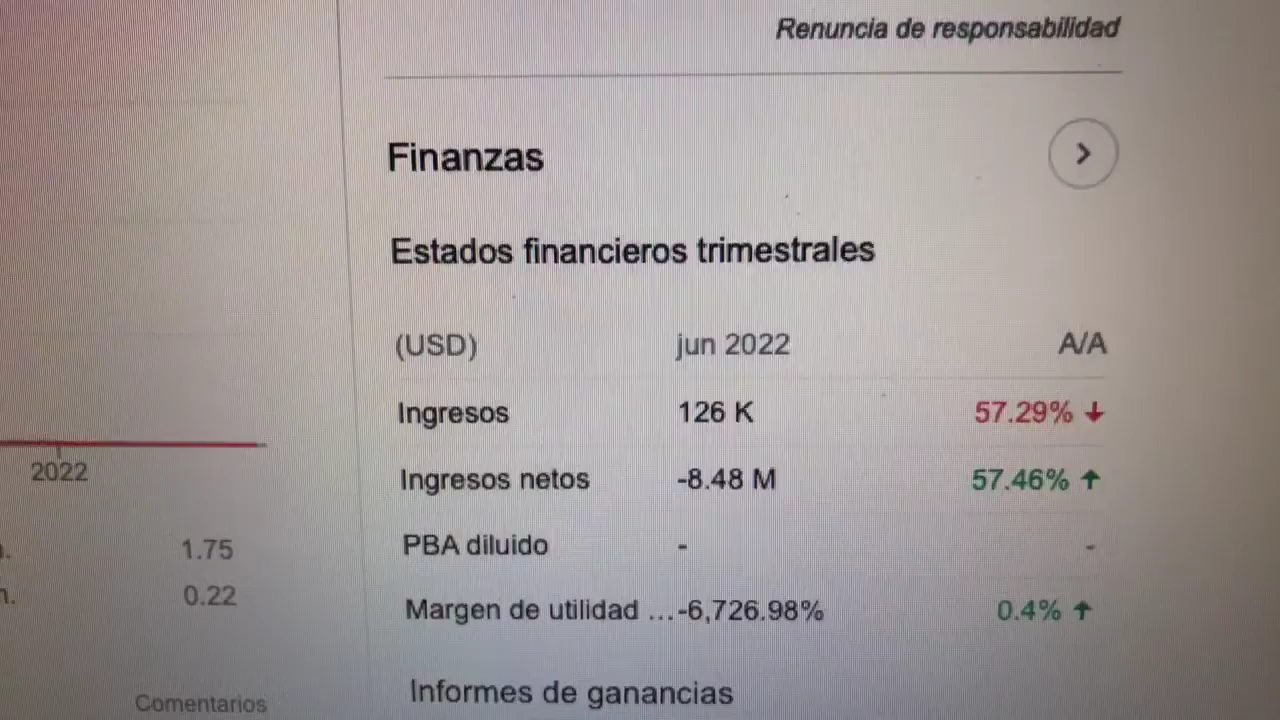 Renuncia de responsabilidad
Finanzas
Estados financieros trimestrales
(USD) jun 2022 A/A
Ingresos 126 K 57.29%
Ingresos netos -8.48 M 57.46%
PBA diluido - -
Margen de utilidad ... -6,726.98% 0.4%
Informes de ganancias
2022
1.75
0.22
Comentarios